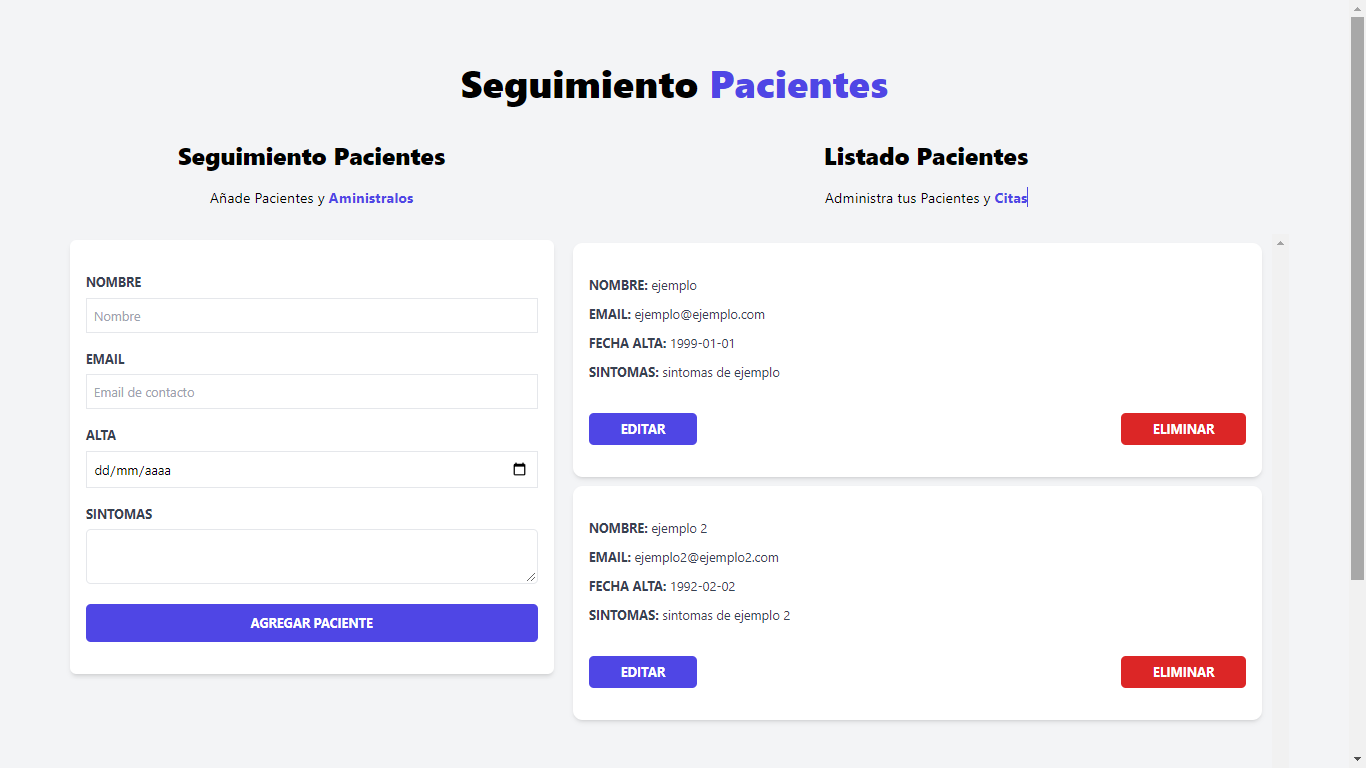 Seguimiento Pacientes
Seguimiento Pacientes
Añade Pacientes y Aministralos
NOMBRE
Nombre
EMAIL
Email de contacto
ALTA
dd/mm/aaaa
SINTOMAS
AGREGAR PACIENTE
Listado Pacientes
Administra tus Pacientes y Citas
NOMBRE: ejemplo
EMAIL: ejemplo@ejemplo.com
FECHA ALTA: 1999-01-01
SINTOMAS: sintomas de ejemplo
EDITAR
ELIMINAR
NOMBRE: ejemplo 2
EMAIL: ejemplo2@ejemplo2.com
FECHA ALTA: 1992-02-02
SINTOMAS: sintomas de ejemplo 2
EDITAR
ELIMINAR